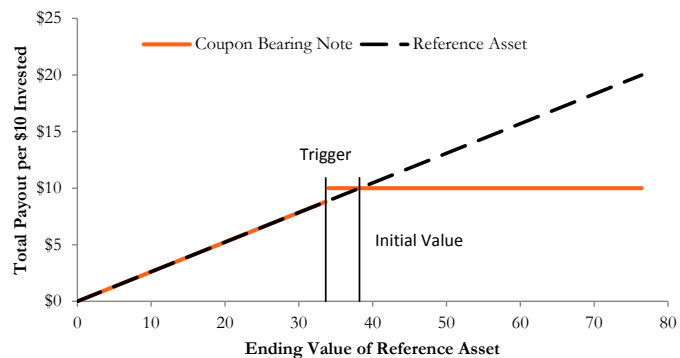 $25
Coupon Bearing Note
Reference Asset
$20
$15
Trigger
$10
Initial Value
$5
$0
0 10 20 30 40 50 60 70 80
Total Payout per $10 Invested
Ending Value of Reference Asset